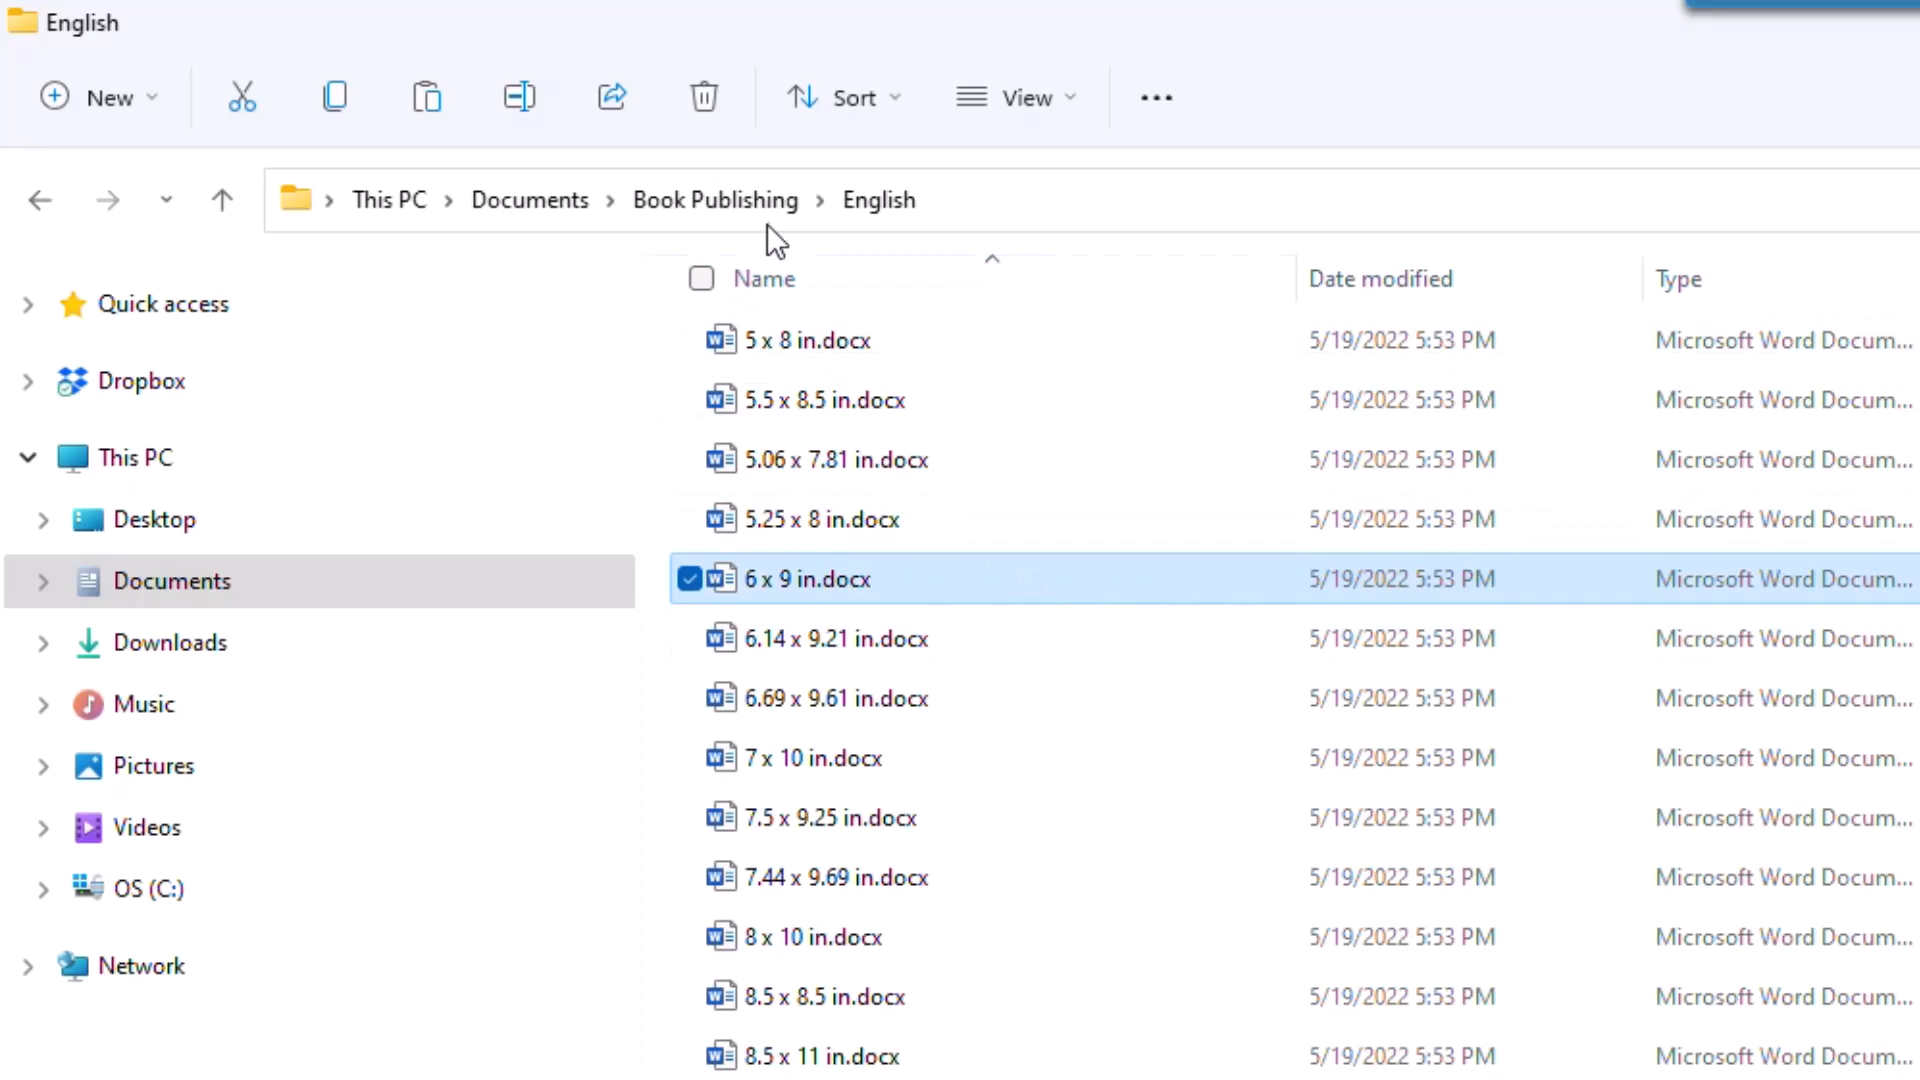 English
New
Sort
View
This PC > Documents > Book Publishing > English
Name
Date modified
Type
Quick access
Dropbox
This PC
Desktop
Documents
Downloads
Music
Pictures
Videos
OS (C:)
Network
5 x 8 in.docx 5/19/2022 5:53 PM Microsoft Word Docum...
5.5 x 8.5 in.docx 5/19/2022 5:53 PM Microsoft Word Docum...
5.06 x 7.81 in.docx 5/19/2022 5:53 PM Microsoft Word Docum...
5.25 x 8 in.docx 5/19/2022 5:53 PM Microsoft Word Docum...
6 x 9 in.docx 5/19/2022 5:53 PM Microsoft Word Docum...
6.14 x 9.21 in.docx 5/19/2022 5:53 PM Microsoft Word Docum...
6.69 x 9.61 in.docx 5/19/2022 5:53 PM Microsoft Word Docum...
7 x 10 in.docx 5/19/2022 5:53 PM Microsoft Word Docum...
7.5 x 9.25 in.docx 5/19/2022 5:53 PM Microsoft Word Docum...
7.44 x 9.69 in.docx 5/19/2022 5:53 PM Microsoft Word Docum...
8 x 10 in.docx 5/19/2022 5:53 PM Microsoft Word Docum...
8.5 x 8.5 in.docx 5/19/2022 5:53 PM Microsoft Word Docum...
8.5 x 11 in.docx 5/19/2022 5:53 PM Microsoft Word Docum...